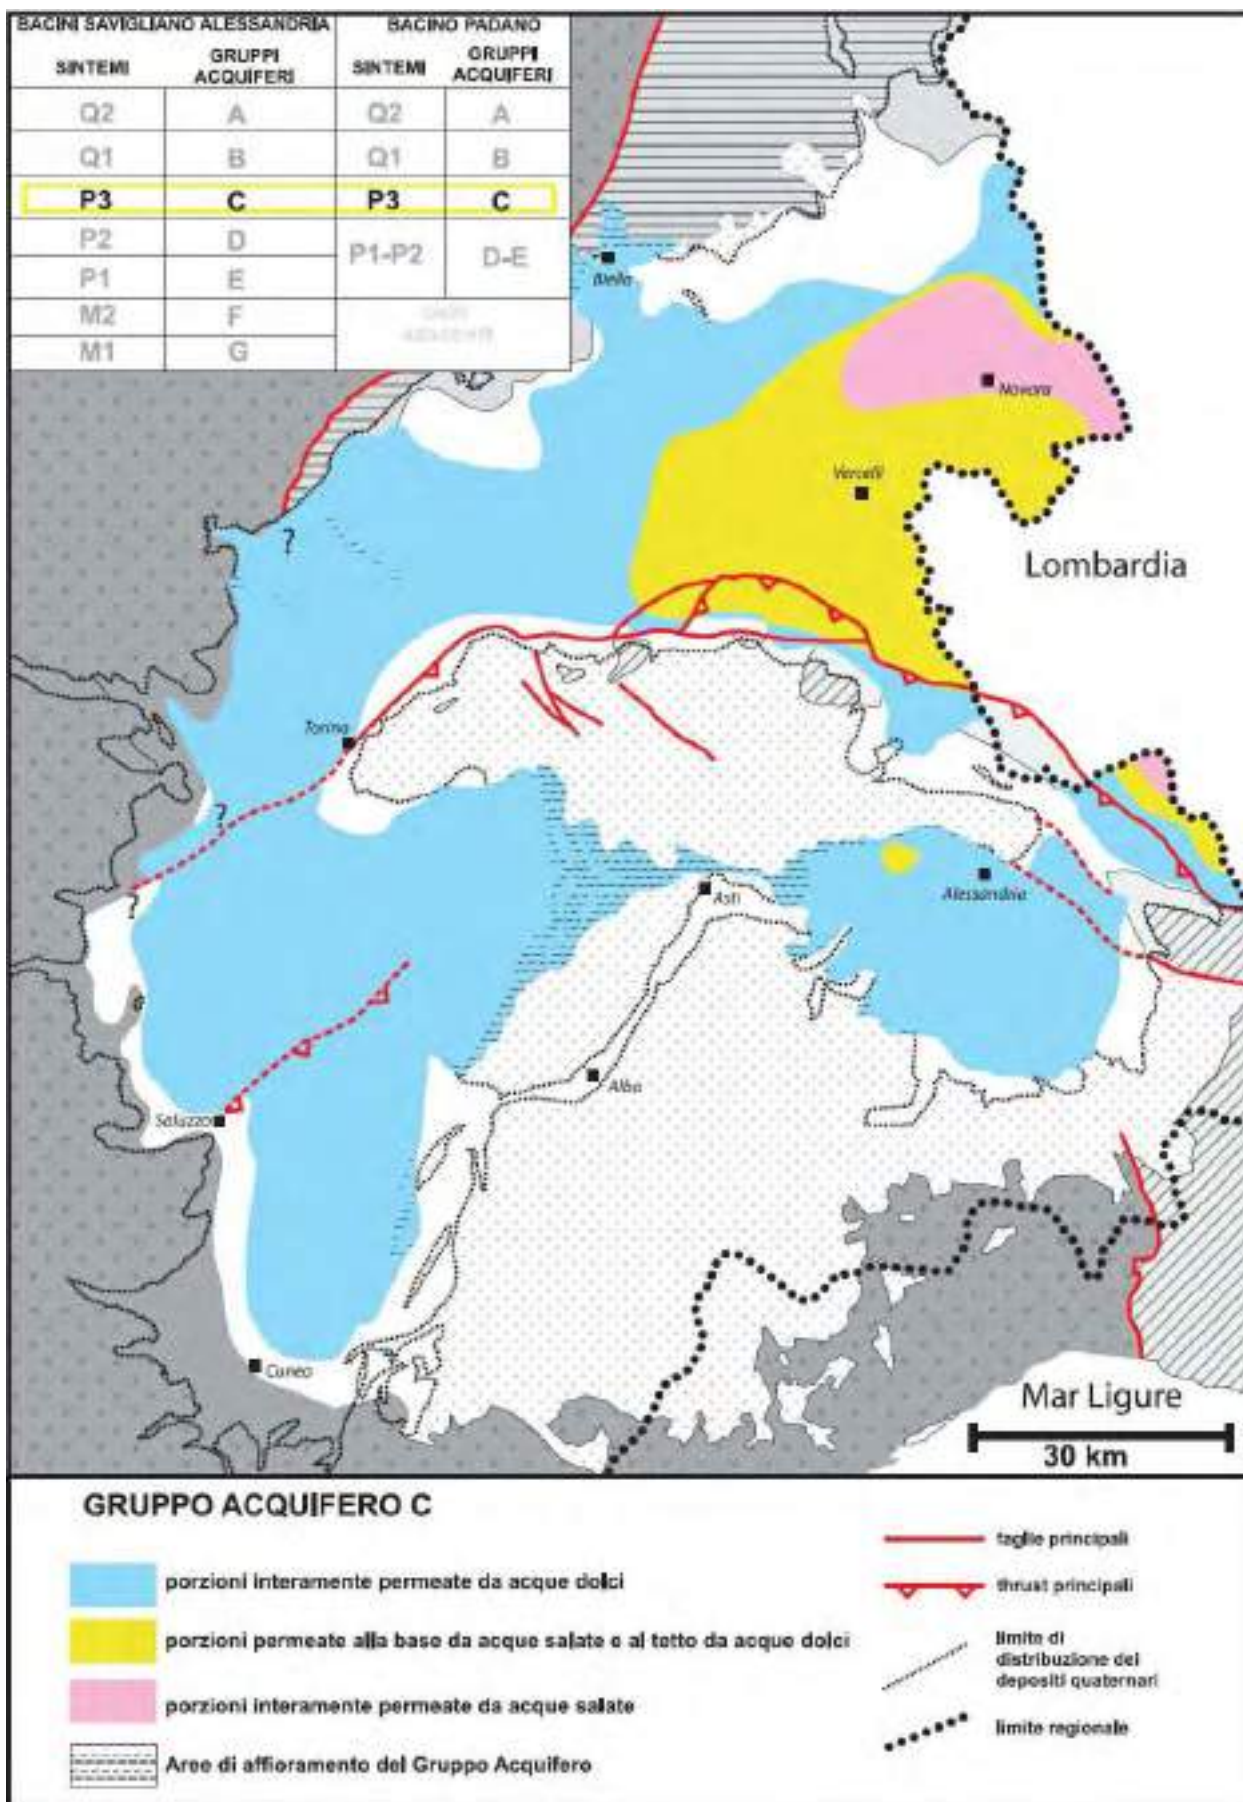 BACINI SAVIGLIANO ALESSANDRIA BACINO PADANO
SINTEMI GRUPPI ACQUIFERI SINTEMI GRUPPI ACQUIFERI
Q2 A Q2 A
Q1 B Q1 B
P3 C P3 C
P2 D P1-P2 D-E
P1 E
M2 F
M1 G
Biella
Novara
Vercelli
?
Lombardia
Torino
?
?
Alessandria
Asti
Alba
Saluzzo
Cuneo
Mar Ligure
30 km
GRUPPO ACQUIFERO C
porzioni interamente permeate da acque dolci
porzioni permeate alla base da acque salate e al tetto da acque dolci
porzioni interamente permeate da acque salate
Aree di affioramento del Gruppo Acquifero
faglie principali
thrust principali
limite di
distribuzione dei
depositi quaternari
limite regionale